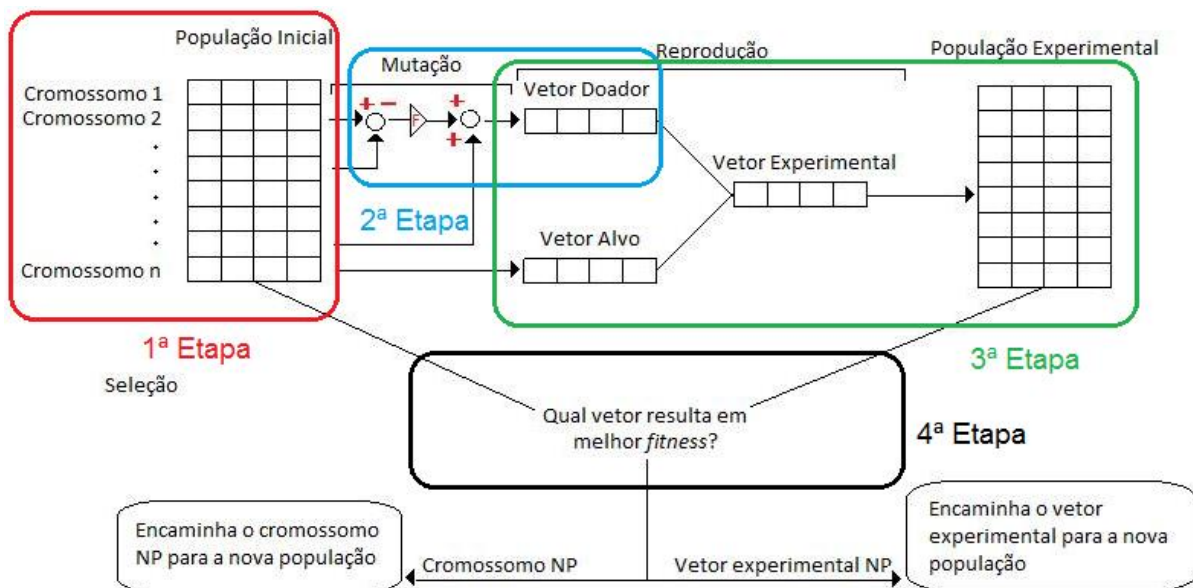 População Inicial
Mutação
Reprodução
População Experimental
Cromossomo 1
Cromossomo 2
.
.
.
.
.
Cromossomo n
+ −
F
+
+
Vetor Doador
Vetor Experimental
2ª Etapa
Vetor Alvo
1ª Etapa
3ª Etapa
Seleção
Qual vetor resulta em
melhor fitness?
4ª Etapa
Encaminha o cromossomo
NP para a nova população
Cromossomo NP
Vetor experimental NP
Encaminha o vetor
experimental para a nova
população